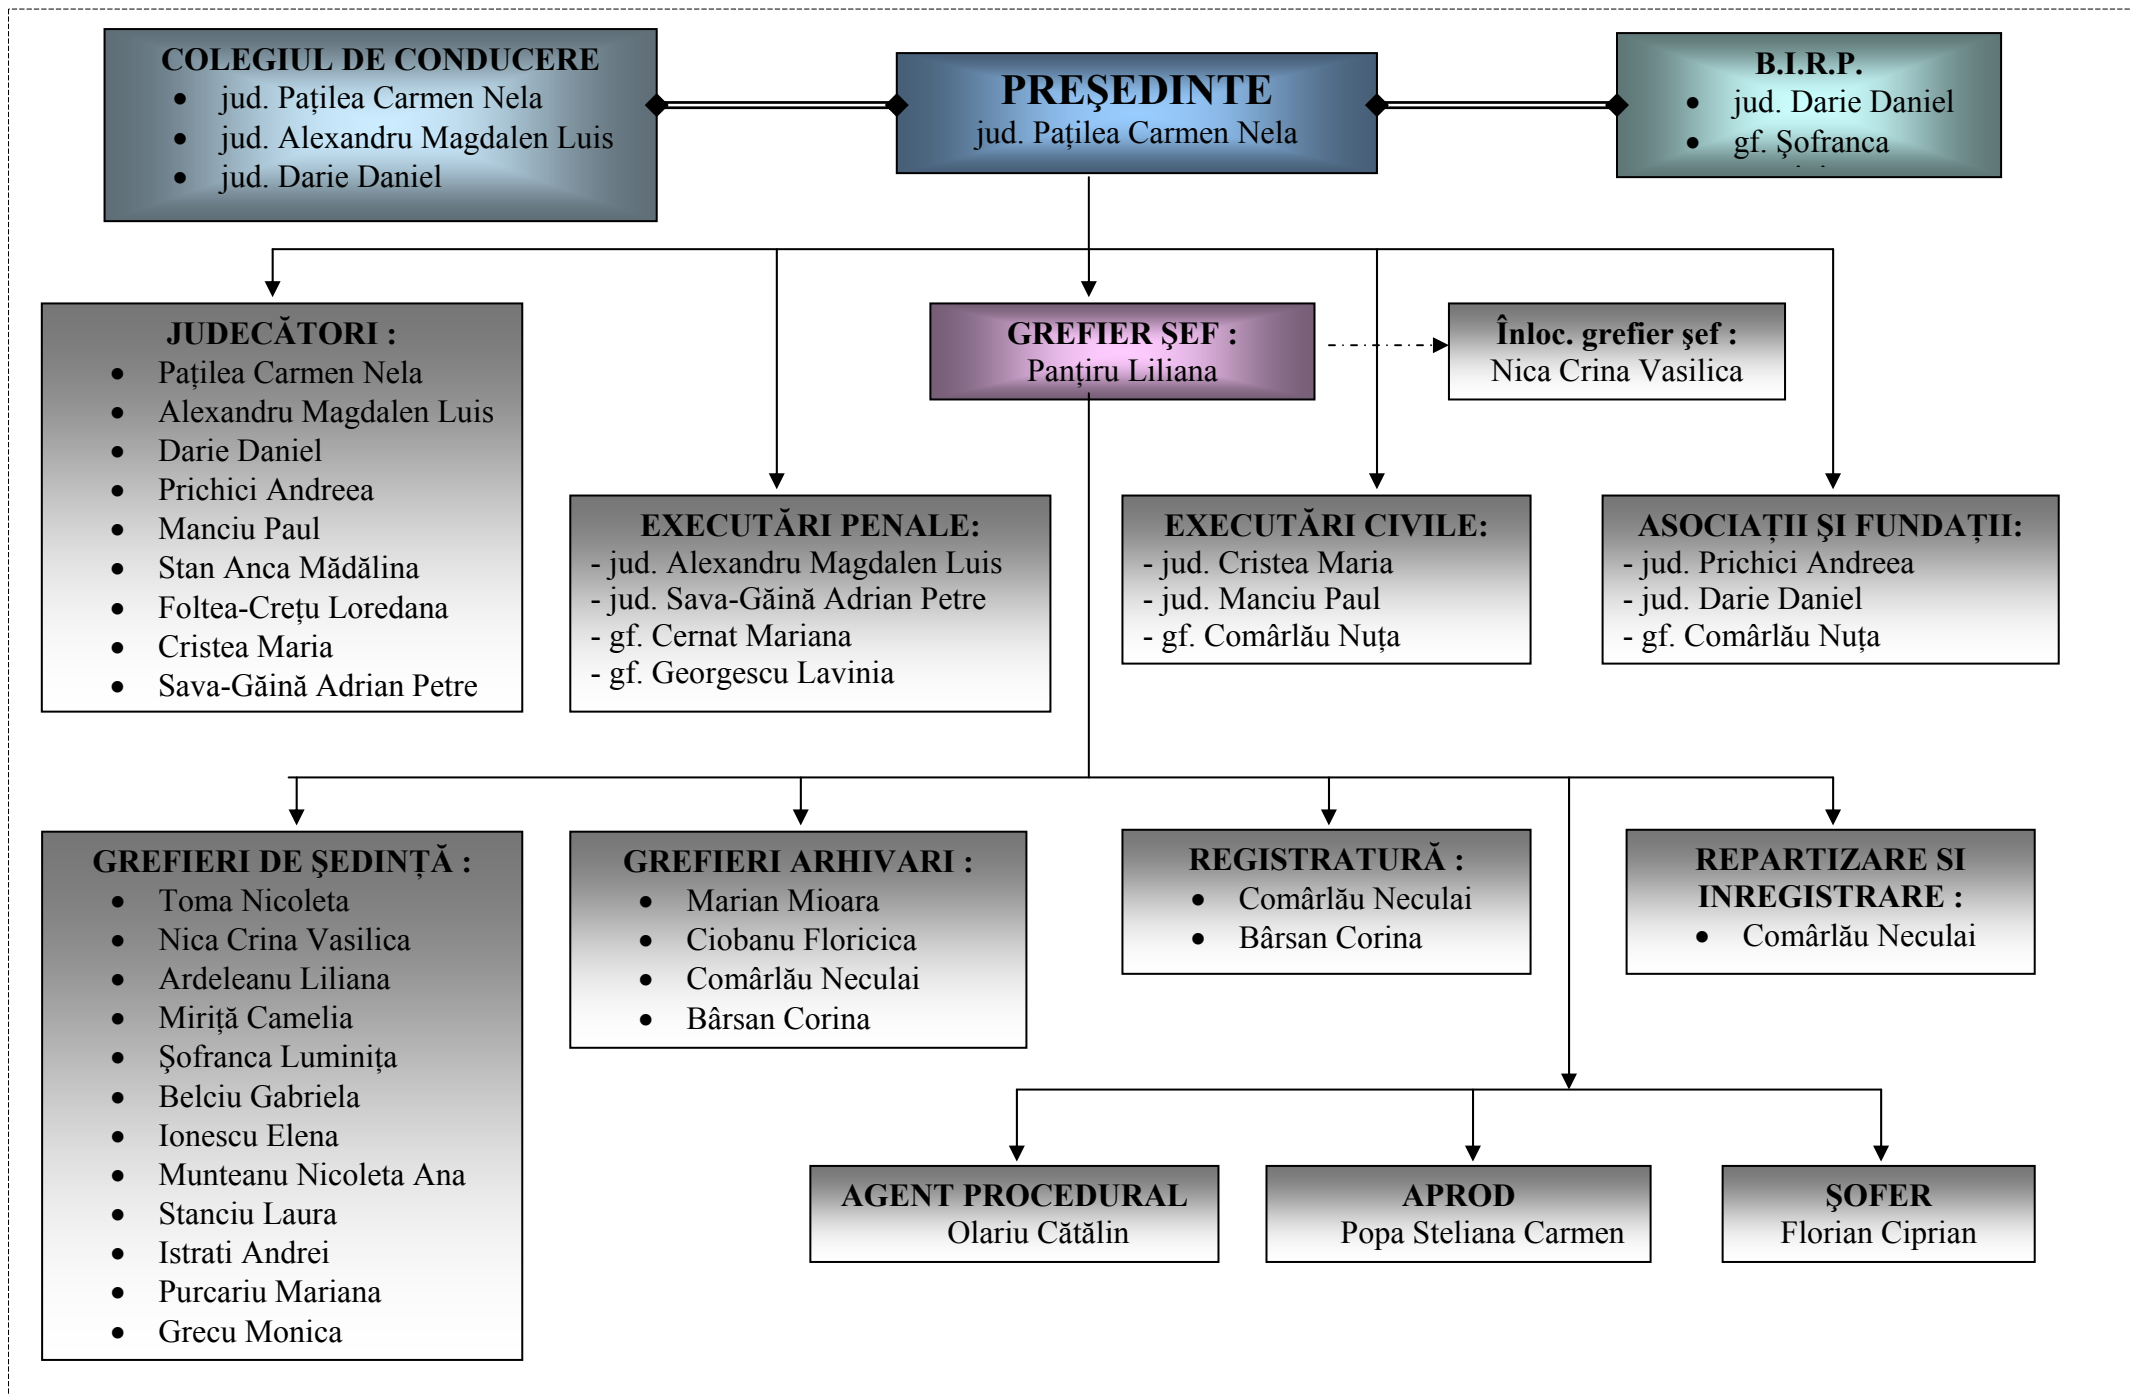 COLEGIUL DE CONDUCERE
• jud. Pațilea Carmen Nela
• jud. Alexandru Magdalen Luis
• jud. Darie Daniel
PREŞEDINTE
jud. Pațilea Carmen Nela
B.I.R.P.
• jud. Darie Daniel
• gf. Şofranca
JUDECĂTORI :
• Pațilea Carmen Nela
• Alexandru Magdalen Luis
• Darie Daniel
• Prichici Andreea
• Manciu Paul
• Stan Anca Mădălina
• Foltea-Crețu Loredana
• Cristea Maria
• Sava-Găină Adrian Petre
GREFIER ŞEF :
Panțiru Liliana
Înloc. grefier şef :
Nica Crina Vasilica
EXECUTĂRI PENALE:
- jud. Alexandru Magdalen Luis
- jud. Sava-Găină Adrian Petre
- gf. Cernat Mariana
- gf. Georgescu Lavinia
EXECUTĂRI CIVILE:
- jud. Cristea Maria
- jud. Manciu Paul
- gf. Comârlău Nuța
ASOCIAȚII ŞI FUNDAȚII:
- jud. Prichici Andreea
- jud. Darie Daniel
- gf. Comârlău Nuța
GREFIERI DE ŞEDINȚĂ :
• Toma Nicoleta
• Nica Crina Vasilica
• Ardeleanu Liliana
• Miriță Camelia
• Şofranca Luminița
• Belciu Gabriela
• Ionescu Elena
• Munteanu Nicoleta Ana
• Stanciu Laura
• Istrati Andrei
• Purcariu Mariana
• Grecu Monica
GREFIERI ARHIVARI :
• Marian Mioara
• Ciobanu Floricica
• Comârlău Neculai
• Bârsan Corina
REGISTRATURĂ :
• Comârlău Neculai
• Bârsan Corina
REPARTIZARE SI
INREGISTRARE :
• Comârlău Neculai
AGENT PROCEDURAL
Olariu Cătălin
APROD
Popa Steliana Carmen
ŞOFER
Florian Ciprian